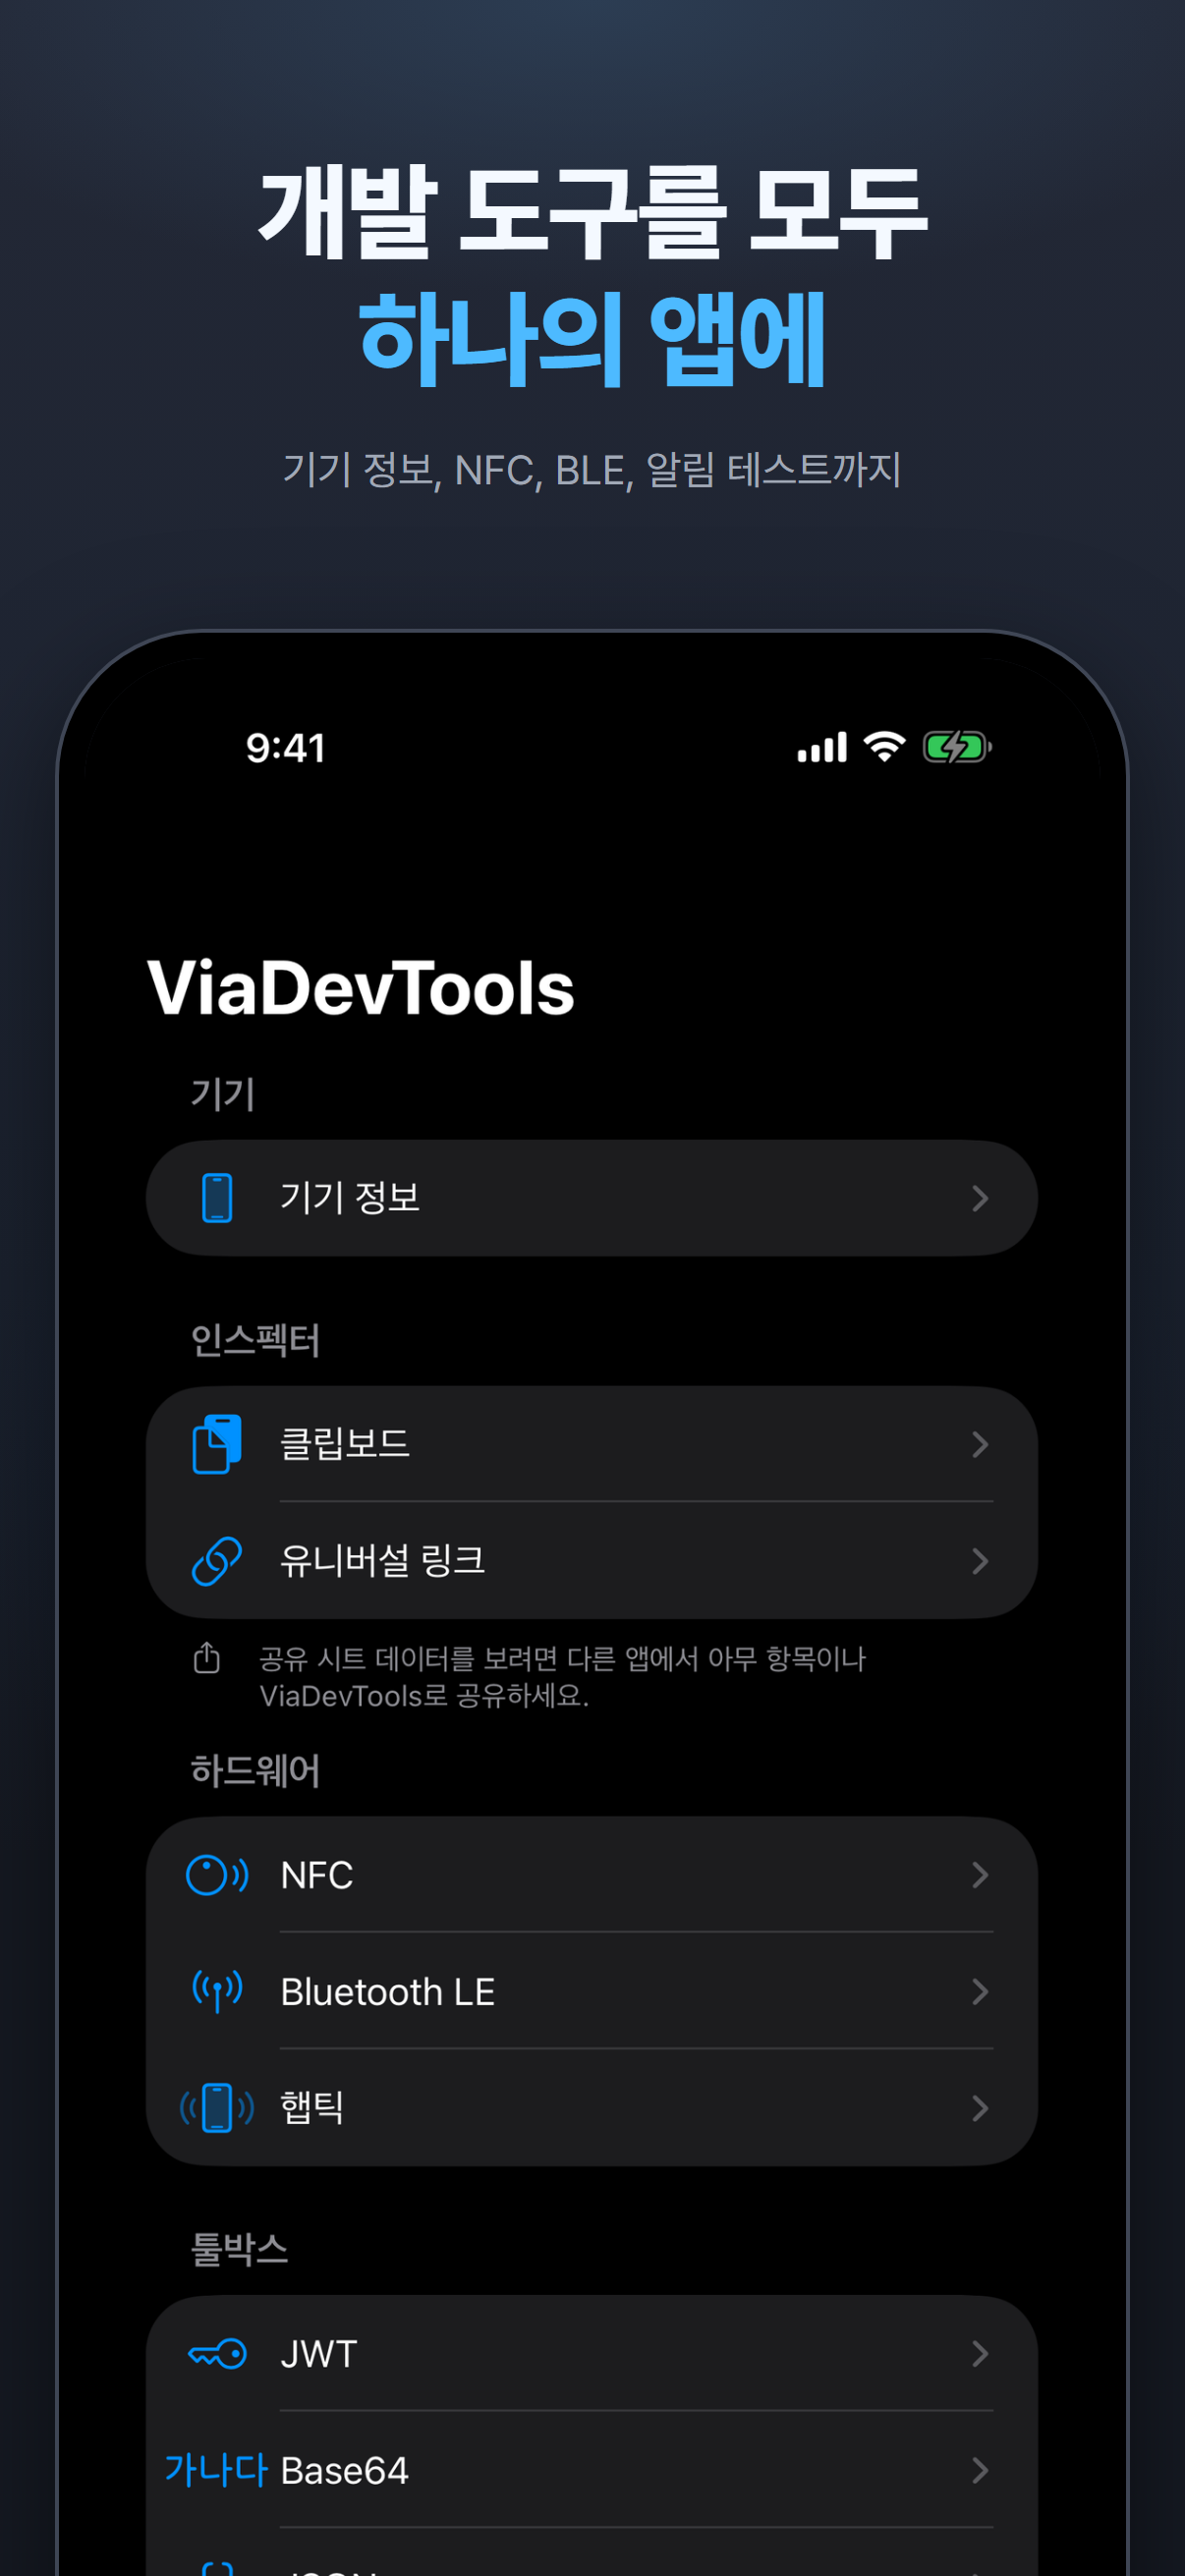 개발 도구를 모두
하나의 앱에
기기 정보, NFC, BLE, 알림 테스트까지
9:41
ViaDevTools
기기
기기 정보
인스펙터
클립보드
유니버설 링크
공유 시트 데이터를 보려면 다른 앱에서 아무 항목이나
ViaDevTools로 공유하세요.
하드웨어
NFC
Bluetooth LE
햅틱
툴박스
JWT
가나다 Base64